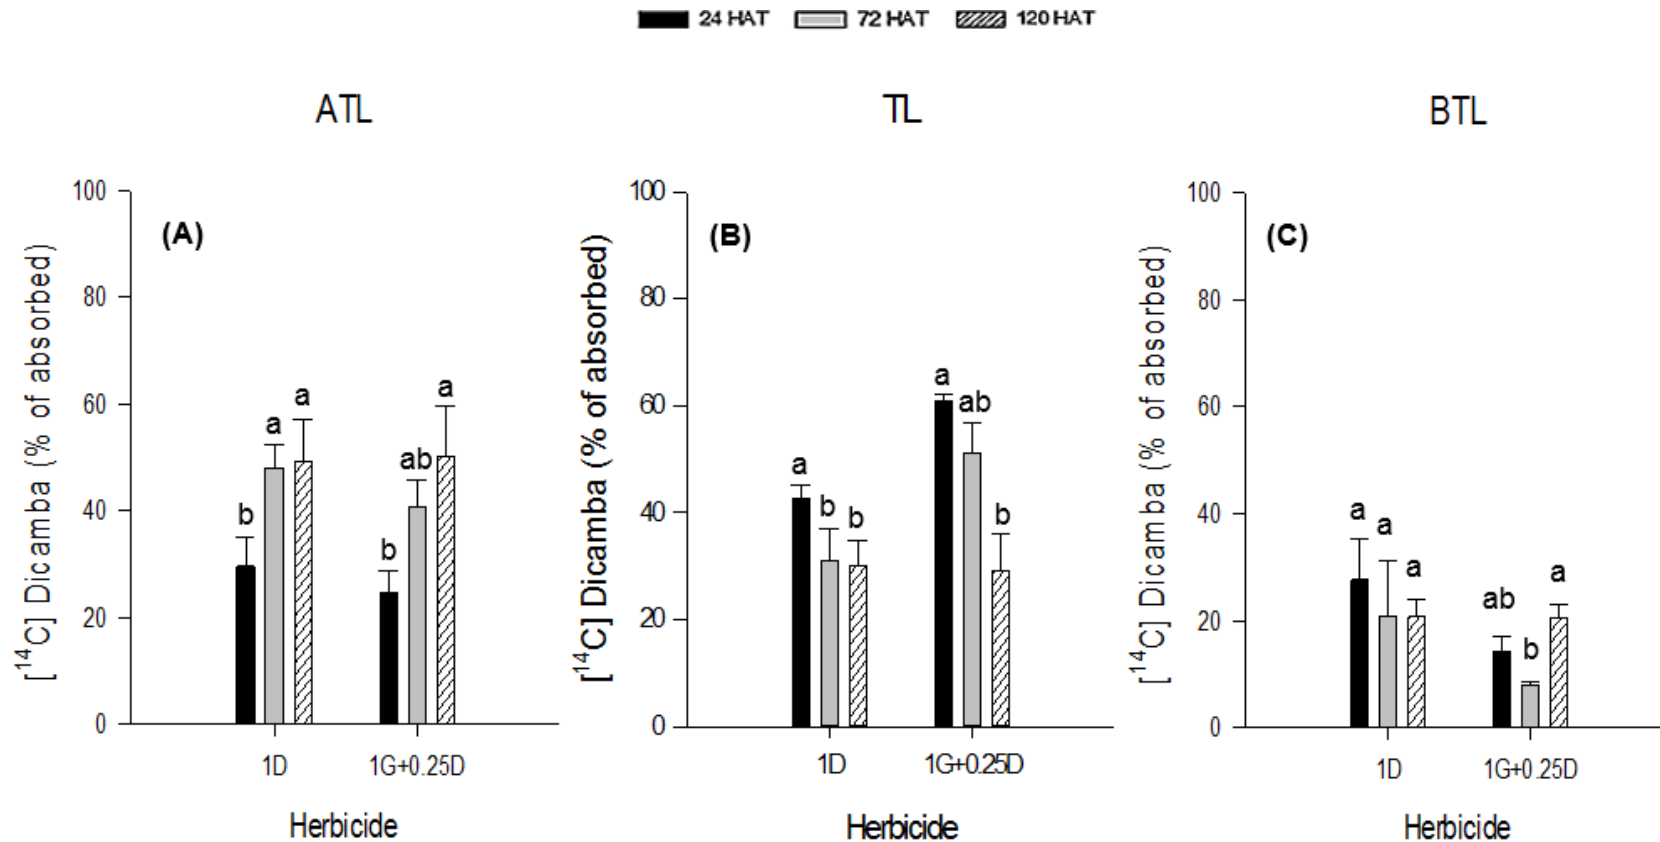 24 HAT 72 HAT 120 HAT
ATL
TL
BTL
(A)
[14C] Dicamba (% of absorbed)
100
80
60
40
20
0
b
a
a
b
ab
a
1D
1G+0.25D
Herbicide
(B)
[14C] Dicamba (% of absorbed)
100
80
60
40
20
0
a
b
b
a
ab
b
1D
1G+0.25D
Herbicide
(C)
[14C] Dicamba (% of absorbed)
100
80
60
40
20
0
a
a
a
ab
b
a
1D
1G+0.25D
Herbicide